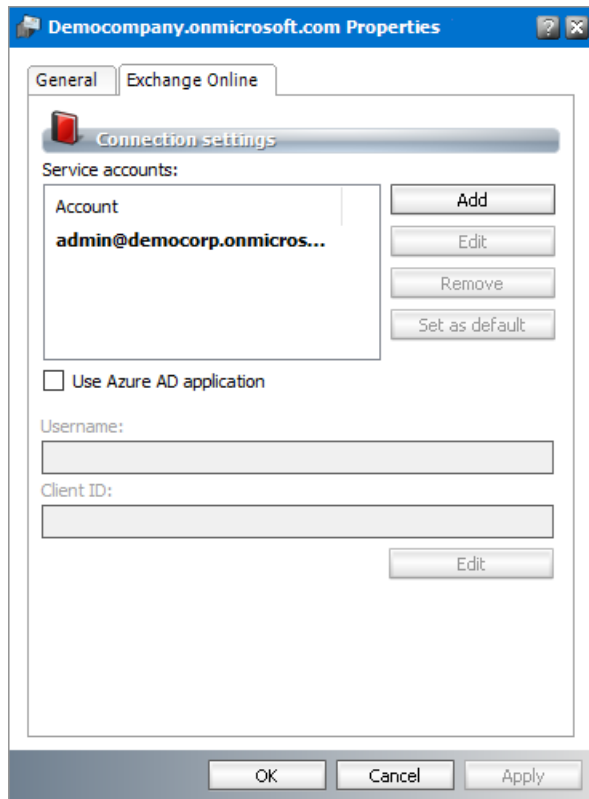 Democompany.onmicrosoft.com Properties ?
General Exchange Online
Connection settings
Service accounts:
Account
admin@democorp.onmicros...
Add
Edit
Remove
Set as default
Use Azure AD application
Username:
Client ID:
Edit
OK Cancel Apply